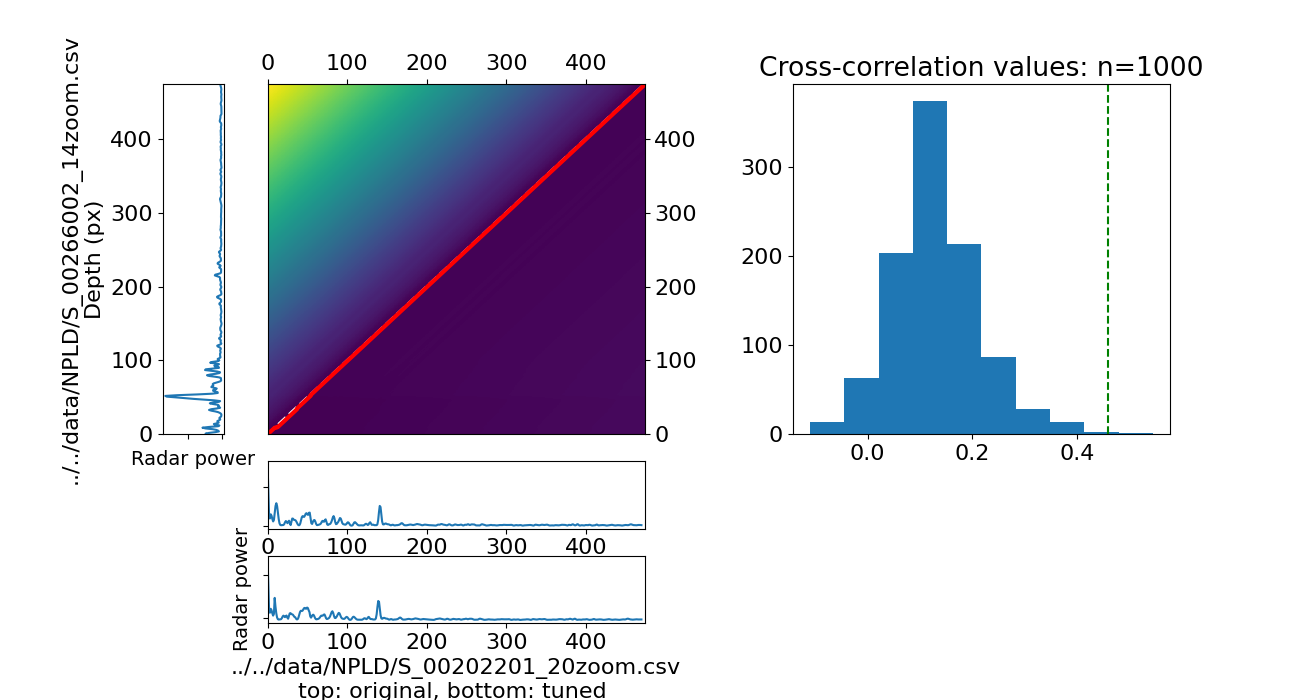 Cross-correlation values: n=1000
0 100 200 300 400
../../data/NPLD/S_00266002_14zoom.csv
Depth (px)
400
300
200
100
0
Radar power
400
300
200
100
0
300
200
100
0
0.0 0.2 0.4
0 100 200 300 400
Radar power
0 100 200 300 400
../../data/NPLD/S_00202201_20zoom.csv
top: original, bottom: tuned